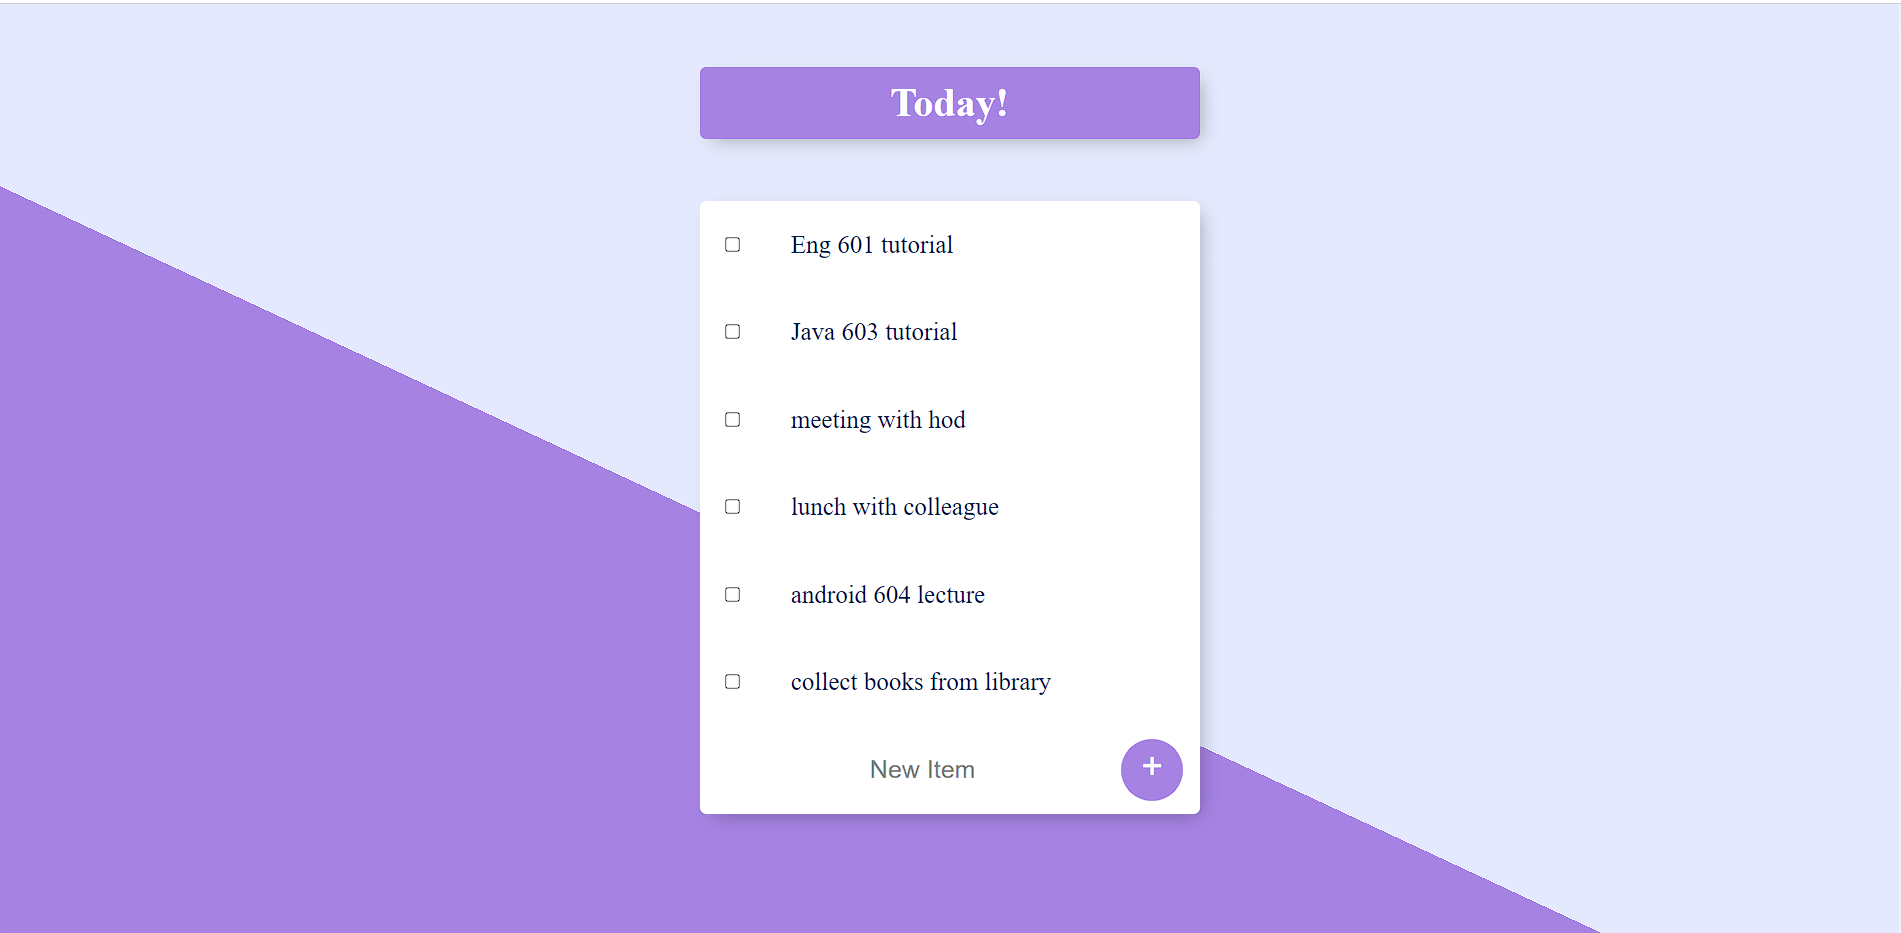 Today!
Eng 601 tutorial
Java 603 tutorial
meeting with hod
lunch with colleague
android 604 lecture
collect books from library
New Item
+